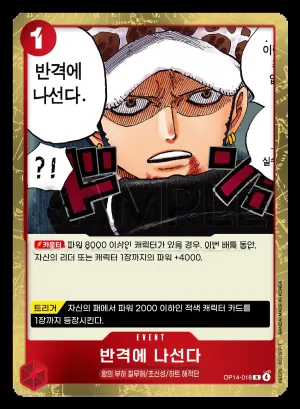 1
반격에
나선다.
?!
SAMPLE
카운터 파워 8000 이상인 캐릭터가 있을 경우, 이번 배틀 동안,
자신의 리더 또는 캐릭터 1장까지의 파워 +4000.
트리거 자신의 패에서 파워 2000 이하인 적색 캐릭터 카드를
1장까지 등장시킨다.
EVENT
반격에 나선다
왕의 부하 칠무해/초신성/하트 해적단
OP14-018 R